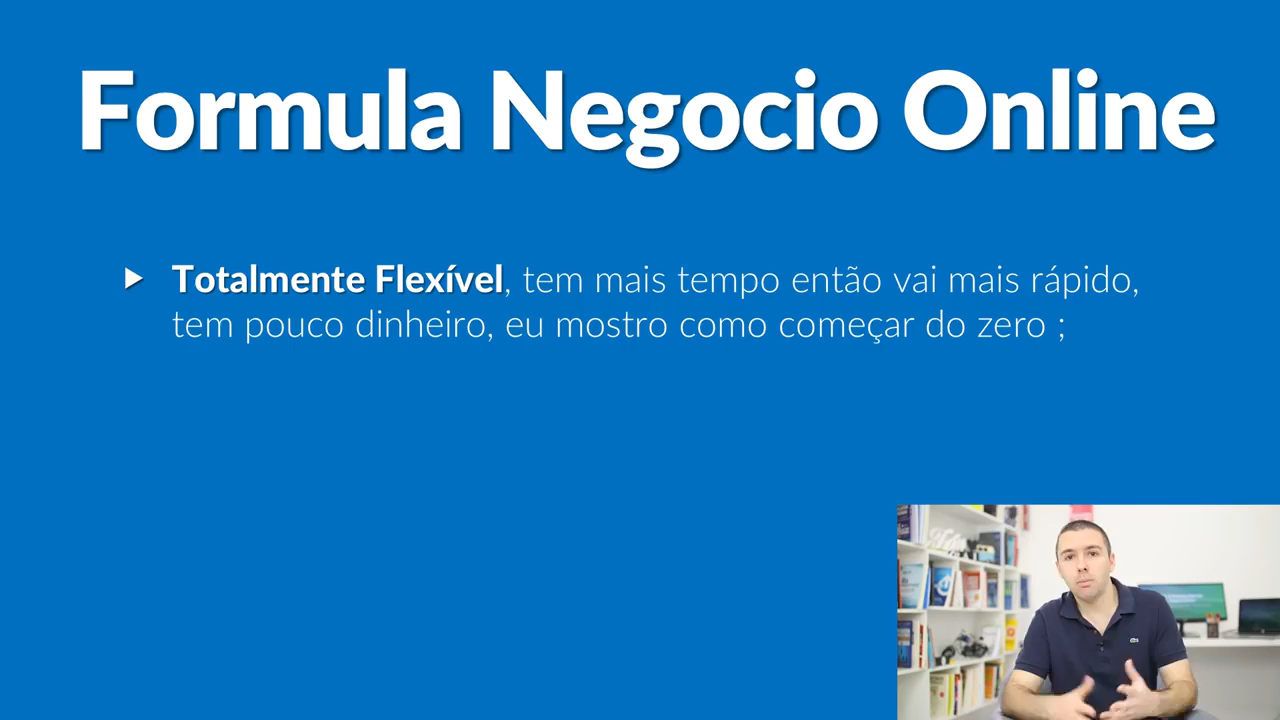 Formula Negocio Online
Totalmente Flexível, tem mais tempo então vai mais rápido,
tem pouco dinheiro, eu mostro como começar do zero ;